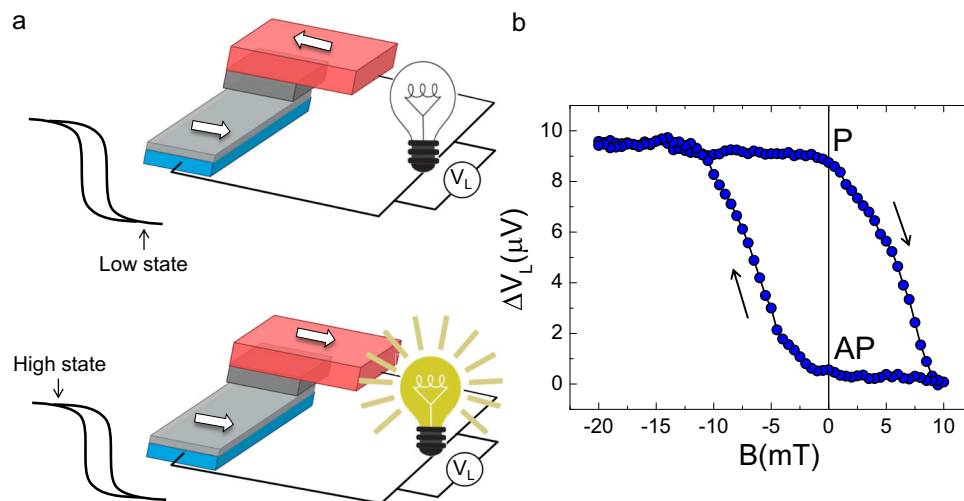 a
V_L
Low state
High state
V_L
b
ΔV_L(μV)
10
8
6
4
2
0
P
AP
-20 -15 -10 -5 0 5 10
B(mT)